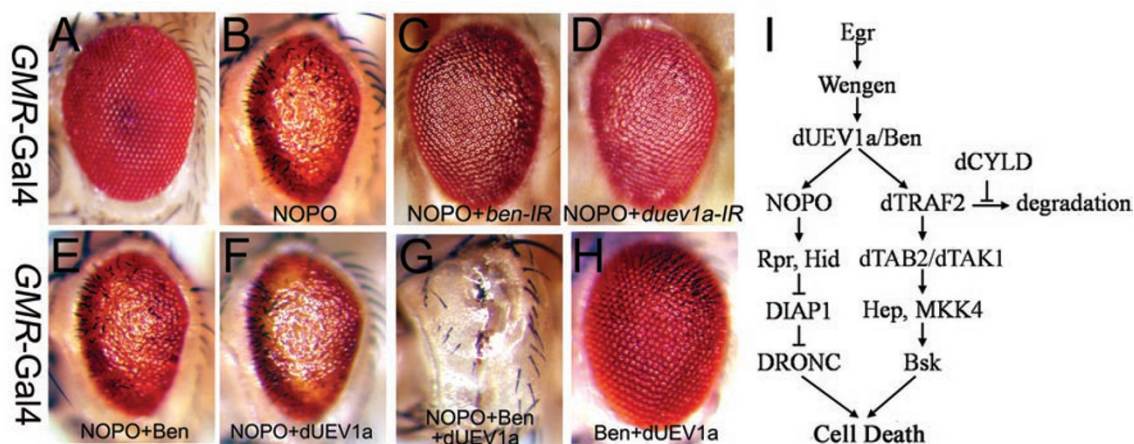 GMR-Gal4
A
B
NOPO
C
NOPO+ben-IR
D
NOPO+duev1a-IR
GMR-Gal4
E
NOPO+Ben
F
NOPO+dUEV1a
G
NOPO+Ben
+dUEV1a
H
Ben+dUEV1a
I
Egr
Wengen
dUEV1a/Ben
dCYLD
NOPO dTRAF2 degradation
Rpr, Hid dTAB2/dTAK1
DIAP1 Hep, MKK4
DRONC Bsk
Cell Death